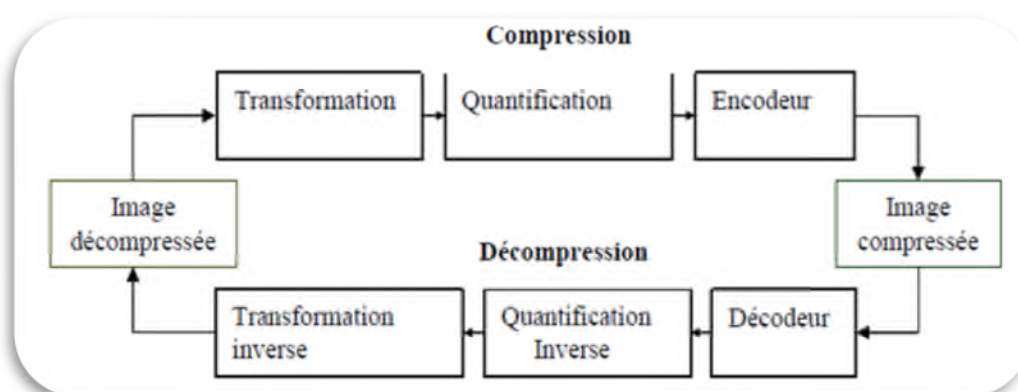 Compression
Transformation
Quantification
Encodeur
Image
décompressée
Image
compressée
Décompression
Transformation
inverse
Quantification
Inverse
Décodeur